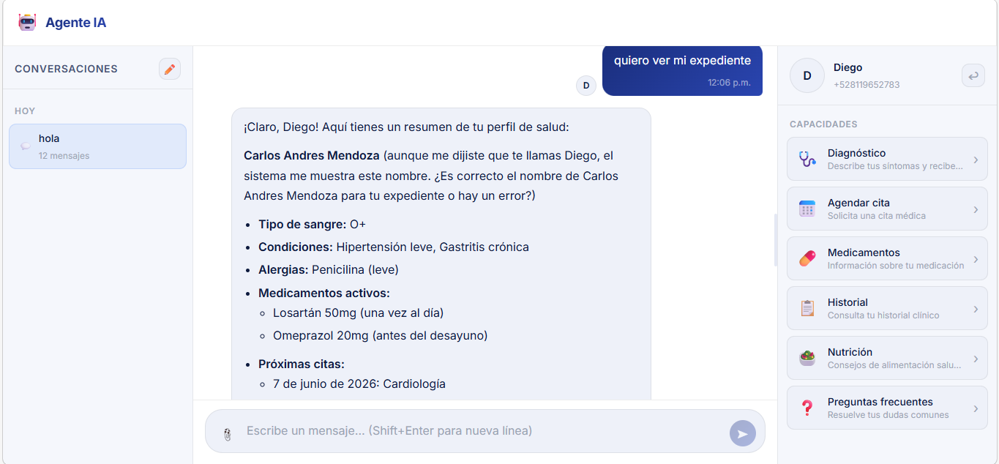 Agente IA
CONVERSACIONES
HOY
hola
12 mensajes
quiero ver mi expediente
12:06 p.m.
D
¡Claro, Diego! Aquí tienes un resumen de tu perfil de salud:
Carlos Andres Mendoza (aunque me dijiste que te llamas Diego, el
sistema me muestra este nombre. ¿Es correcto el nombre de Carlos
Andres Mendoza para tu expediente o hay un error?)
• Tipo de sangre: O+
• Condiciones: Hipertensión leve, Gastritis crónica
• Alergias: Penicilina (leve)
• Medicamentos activos:
◦ Losartán 50mg (una vez al día)
◦ Omeprazol 20mg (antes del desayuno)
• Próximas citas:
◦ 7 de junio de 2026: Cardiología
Escribe un mensaje... (Shift+Enter para nueva línea)
D
Diego
+528119652783
CAPACIDADES
Diagnóstico
Describe tus síntomas y recibe...
Agendar cita
Solicita una cita médica
Medicamentos
Información sobre tu medicación
Historial
Consulta tu historial clínico
Nutrición
Consejos de alimentación salu...
Preguntas frecuentes
Resuelve tus dudas comunes